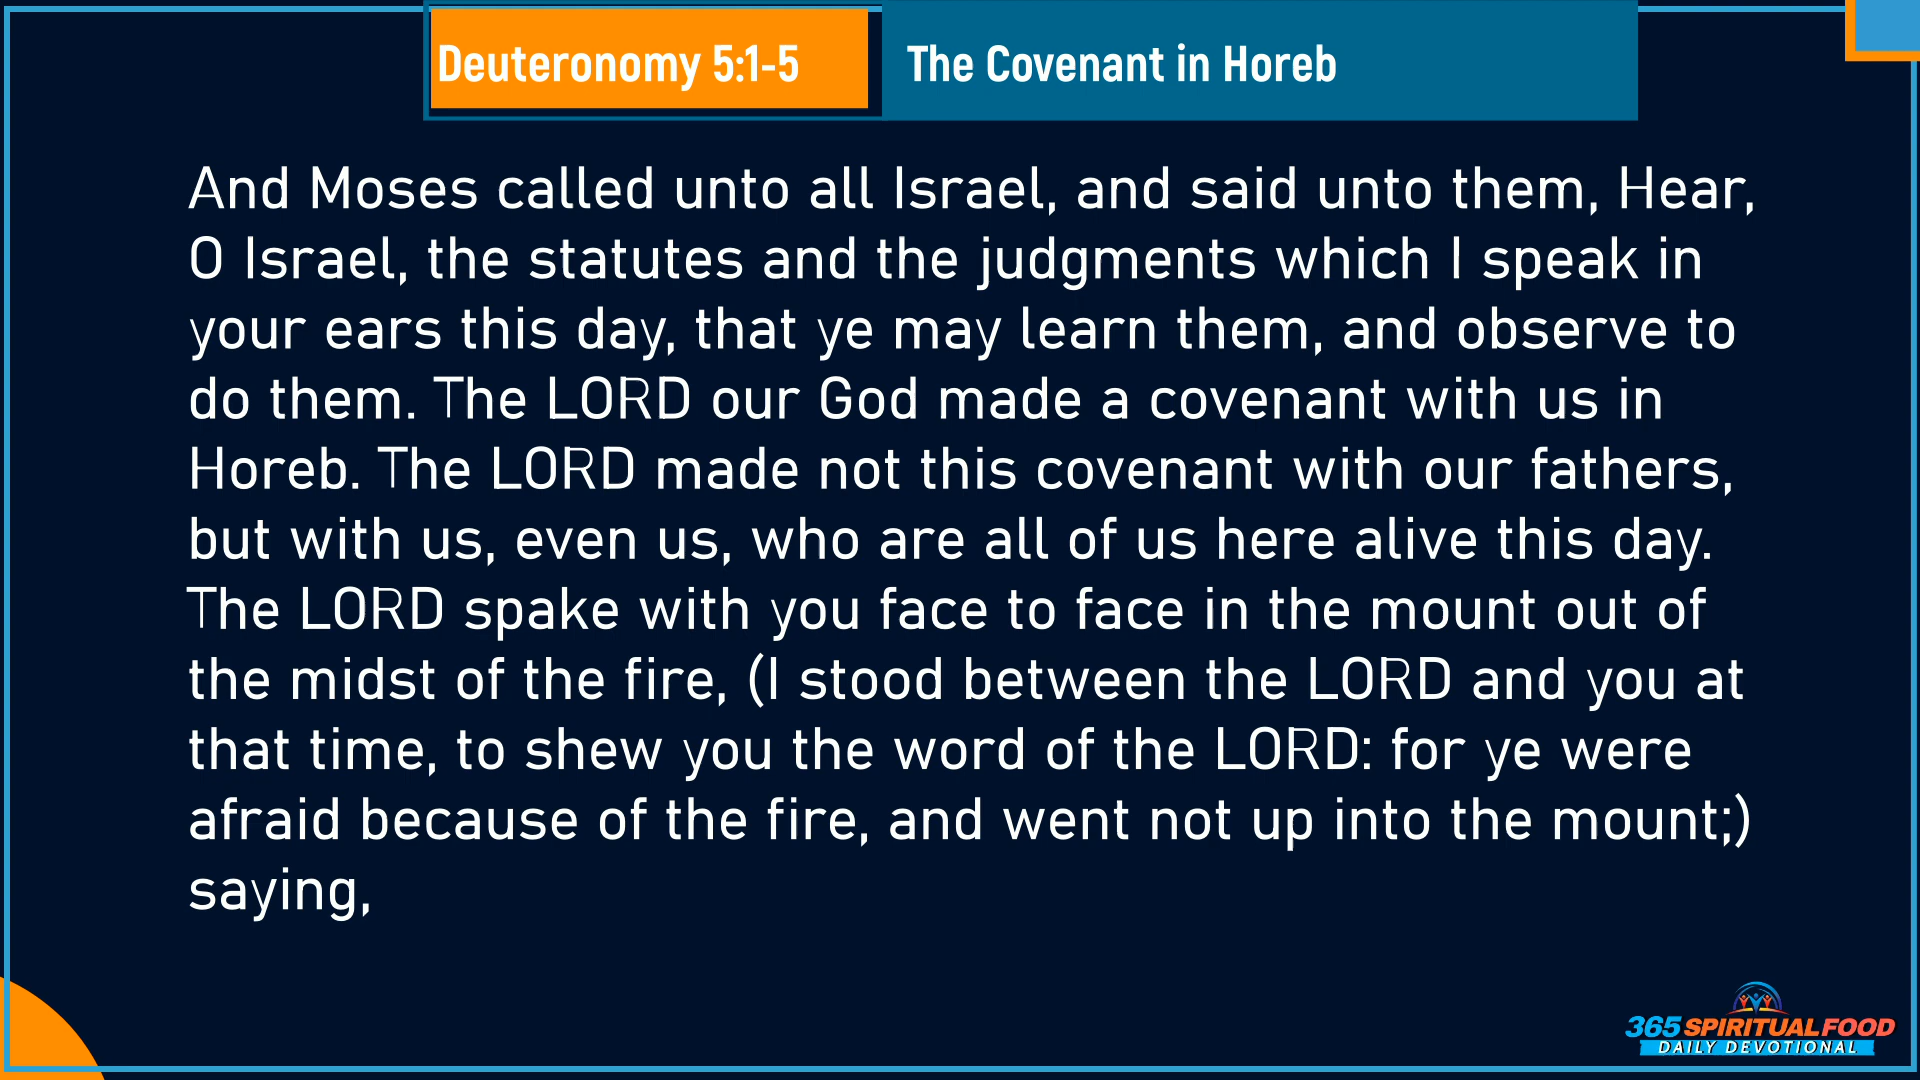 Deuteronomy 5:1-5
The Covenant in Horeb
And Moses called unto all Israel, and said unto them, Hear,
O Israel, the statutes and the judgments which I speak in
your ears this day, that ye may learn them, and observe to
do them. The LORD our God made a covenant with us in
Horeb. The LORD made not this covenant with our fathers,
but with us, even us, who are all of us here alive this day.
The LORD spake with you face to face in the mount out of
the midst of the fire, (I stood between the LORD and you at
that time, to shew you the word of the LORD: for ye were
afraid because of the fire, and went not up into the mount;)
saying,
365 SPIRITUAL FOOD
DAILY DEVOTIONAL